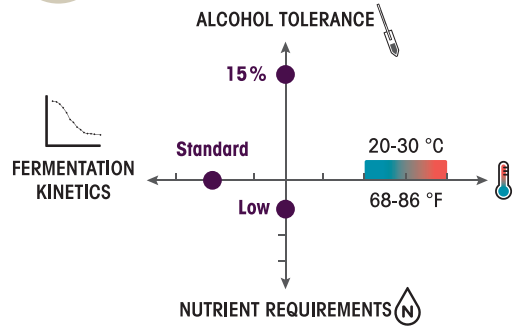 ALCOHOL TOLERANCE
15%
Standard
20-30 °C
FERMENTATION
KINETICS
Low
68-86 °F
NUTRIENT REQUIREMENTS
N